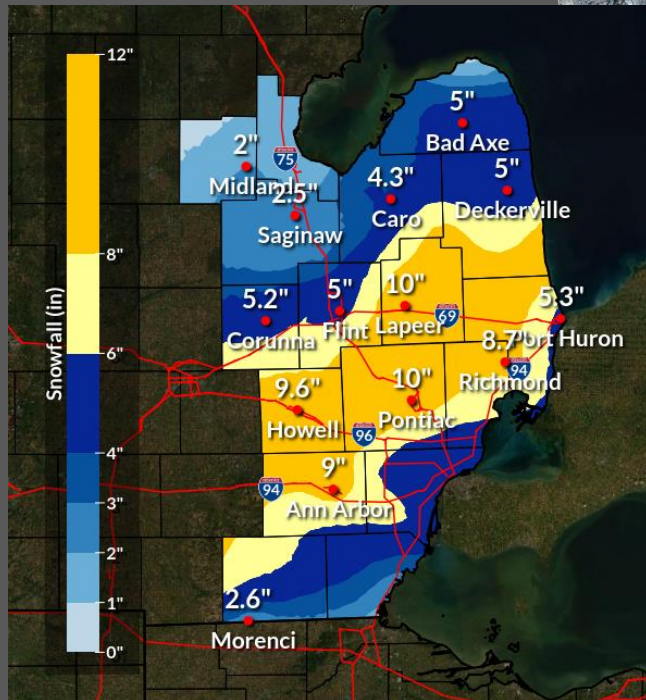 12"
8"
6"
4"
3"
2"
1"
0"
Snowfall (in)
5"
Bad Axe
2"
Midland
75
2.5"
Saginaw
4.3"
Caro
5"
Deckerville
5.2"
Corunna
5"
Flint
10"
Lapeer
69
5.3"
Port Huron
8.7"
Richmond
94
9.6"
Howell
10"
Pontiac
96
9"
Ann Arbor
94
2.6"
Morenci